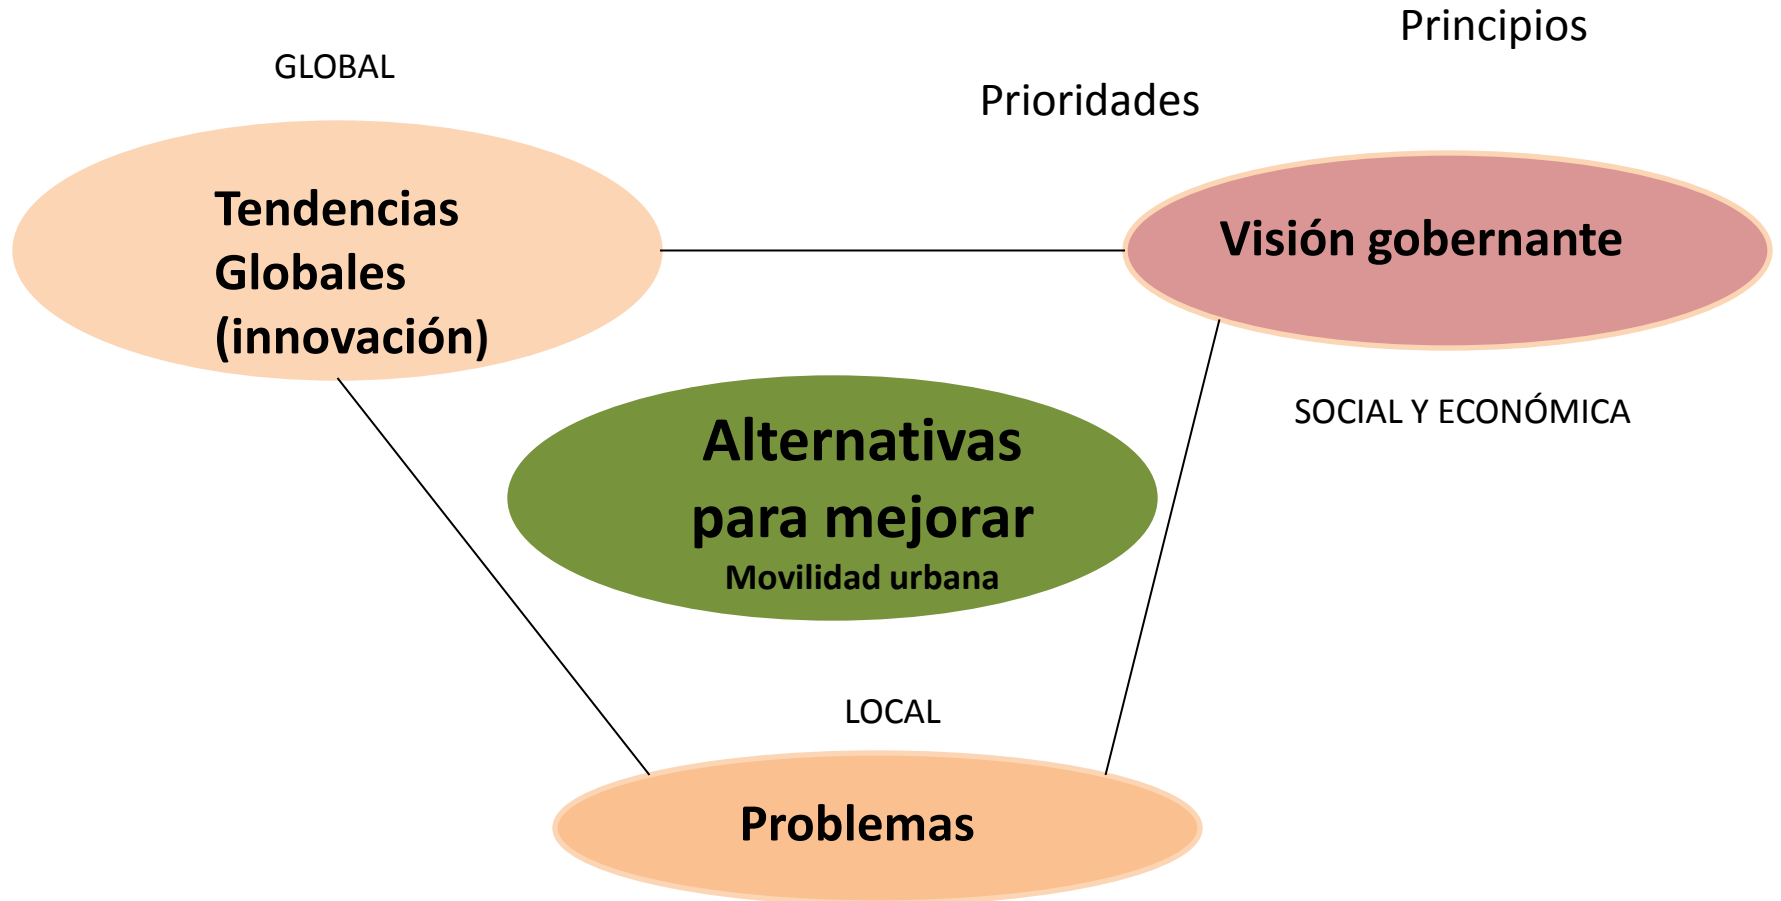 Principios
GLOBAL
Prioridades
Tendencias
Globales
(innovación)
Visión gobernante
SOCIAL Y ECONÓMICA
Alternativas
para mejorar
Movilidad urbana
LOCAL
Problemas